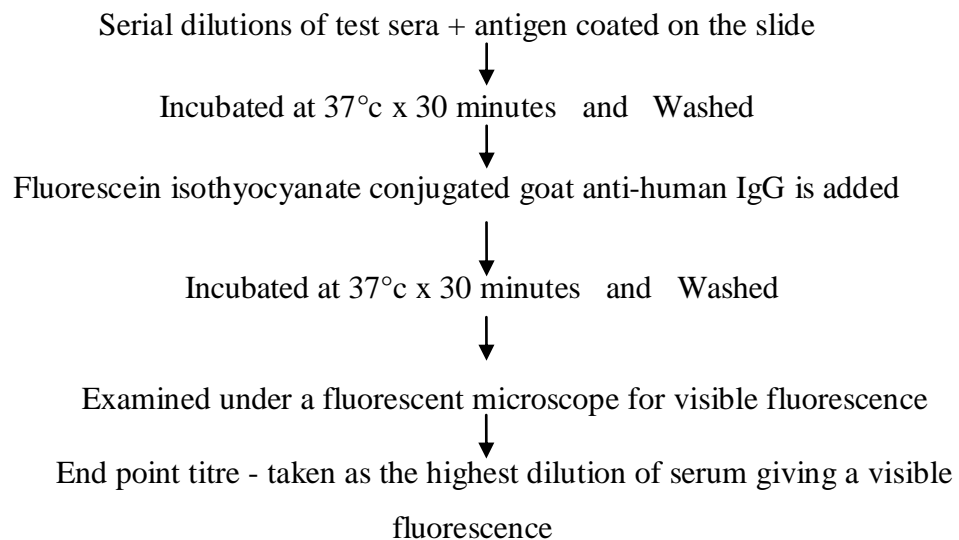 Serial dilutions of test sera + antigen coated on the slide
Incubated at 37°c x 30 minutes and Washed
Fluorescein isothyocyanate conjugated goat anti-human IgG is added
Incubated at 37°c x 30 minutes and Washed
Examined under a fluorescent microscope for visible fluorescence
End point titre - taken as the highest dilution of serum giving a visible
fluorescence